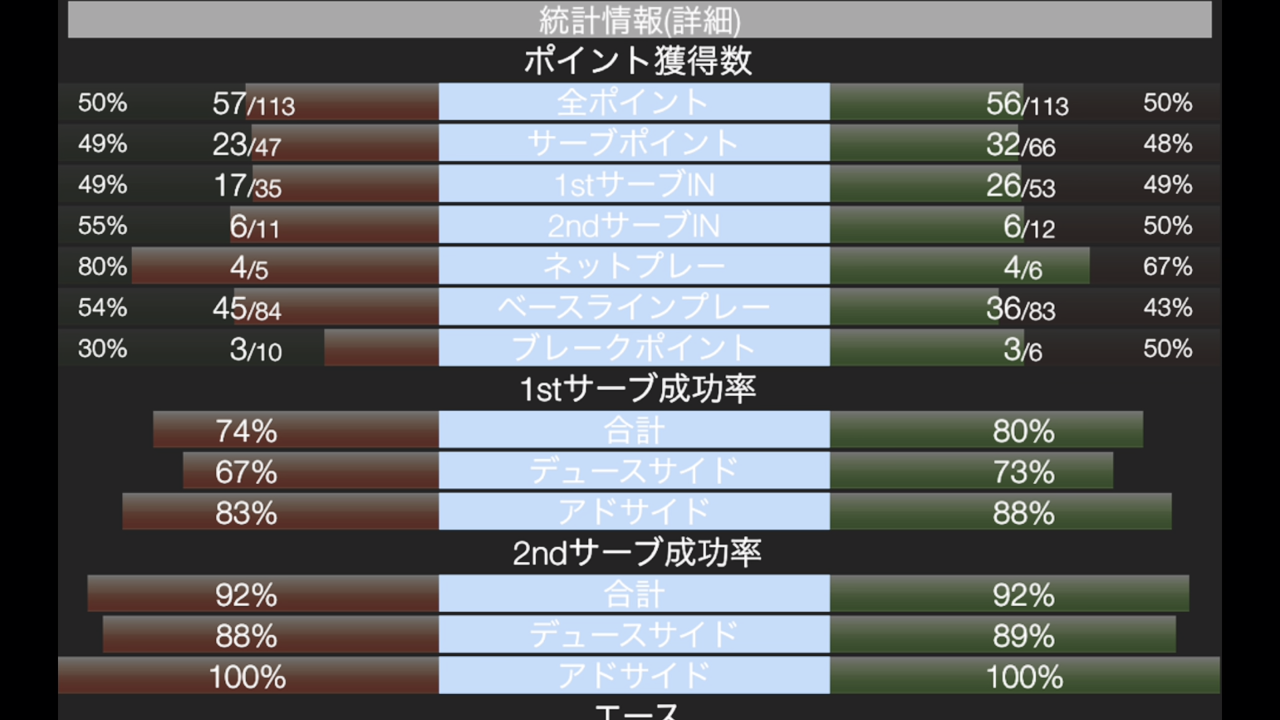 統計情報(詳細)
ポイント獲得数
50% 57/113 全ポイント 56/113 50%
49% 23/47 サーブポイント 32/66 48%
49% 17/35 1stサーブIN 26/53 49%
55% 6/11 2ndサーブIN 6/12 50%
80% 4/5 ネットプレー 4/6 67%
54% 45/84 ベースラインプレー 36/83 43%
30% 3/10 ブレークポイント 3/6 50%
1stサーブ成功率
74% 合計 80%
67% デュースサイド 73%
83% アドサイド 88%
2ndサーブ成功率
92% 合計 92%
88% デュースサイド 89%
100% アドサイド 100%
エース